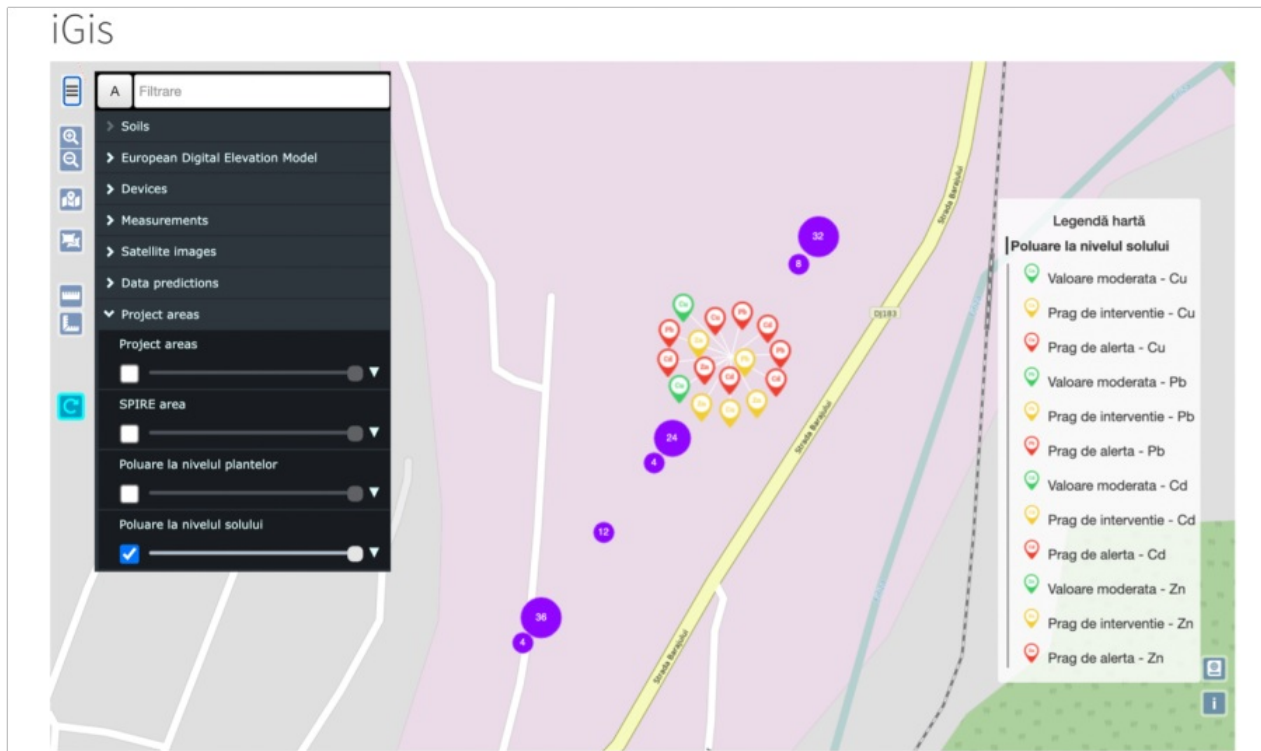 iGis
A Filtrare
Soils
European Digital Elevation Model
Devices
Measurements
Satellite images
Data predictions
Project areas
Project areas
SPIRE area
Poluare la nivelul plantelor
Poluare la nivelul solului
32
8
24
4
12
36
4
Strada Barajului
DJ183
Strada Barajului
Strada Barajului
Legendă hartă
Poluare la nivelul solului
Valoare moderata - Cu
Prag de interventie - Cu
Prag de alerta - Cu
Valoare moderata - Pb
Prag de interventie - Pb
Prag de alerta - Pb
Valoare moderata - Cd
Prag de interventie - Cd
Prag de alerta - Cd
Valoare moderata - Zn
Prag de interventie - Zn
Prag de alerta - Zn